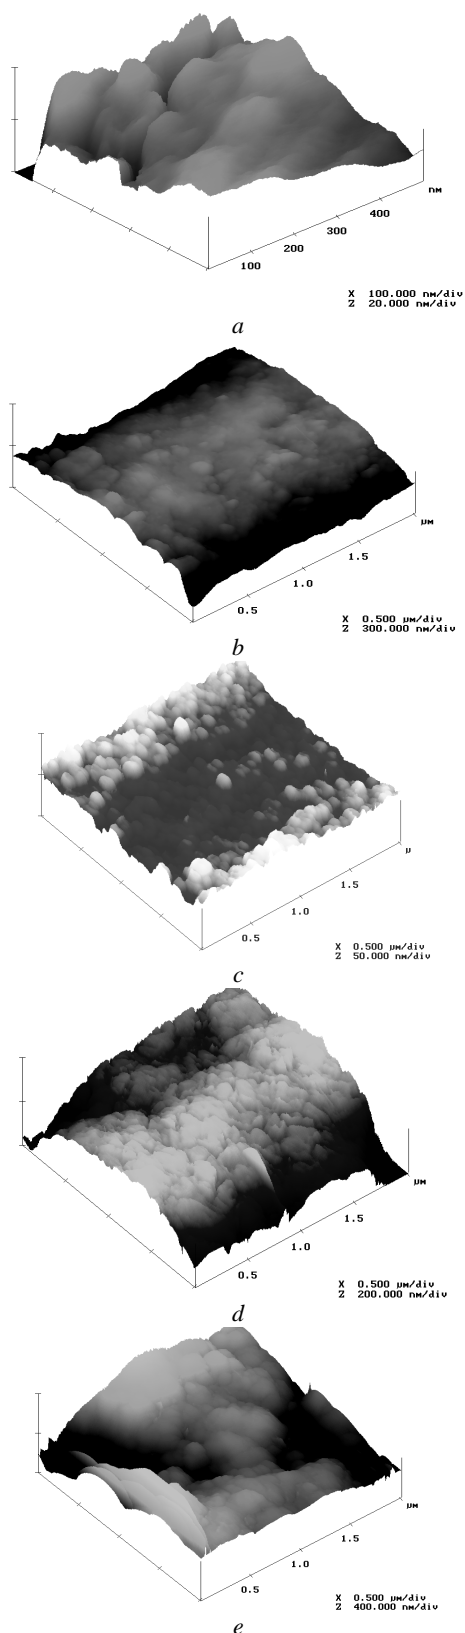 nm
400
300
200
100
X 100.000 nm/div
Z 20.000 nm/div
a
µm
1.5
1.0
0.5
X 0.500 µm/div
Z 300.000 nm/div
b
µ
1.5
1.0
0.5
X 0.500 µm/div
Z 50.000 nm/div
c
µm
1.5
1.0
0.5
X 0.500 µm/div
Z 200.000 nm/div
d
µm
1.5
1.0
0.5
X 0.500 µm/div
Z 400.000 nm/div
e